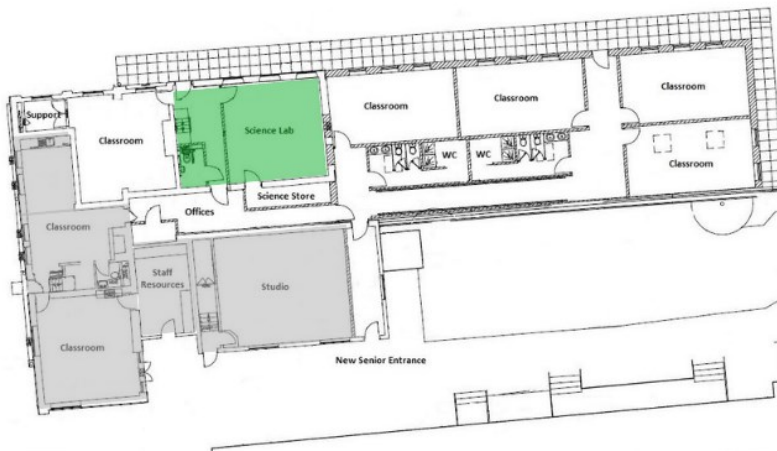 Support
Classroom
Science Lab
Classroom
Classroom
Classroom
WC
WC
Classroom
Science Store
Offices
Classroom
Staff
Resources
Studio
Classroom
New Senior Entrance